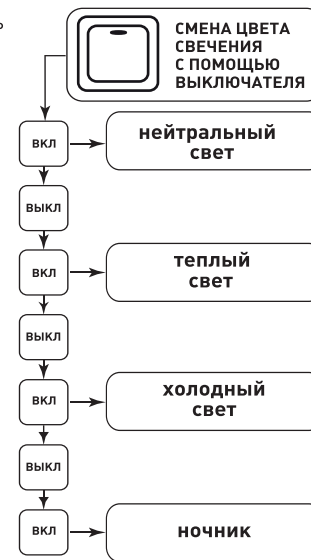 СМЕНА ЦВЕТА
СВЕЧЕНИЯ
С ПОМОЩЬЮ
ВЫКЛЮЧАТЕЛЯ
ВКЛ
нейтральный
свет
ВЫКЛ
ВКЛ
теплый
свет
ВЫКЛ
ВКЛ
холодный
свет
ВЫКЛ
ВКЛ
ночник